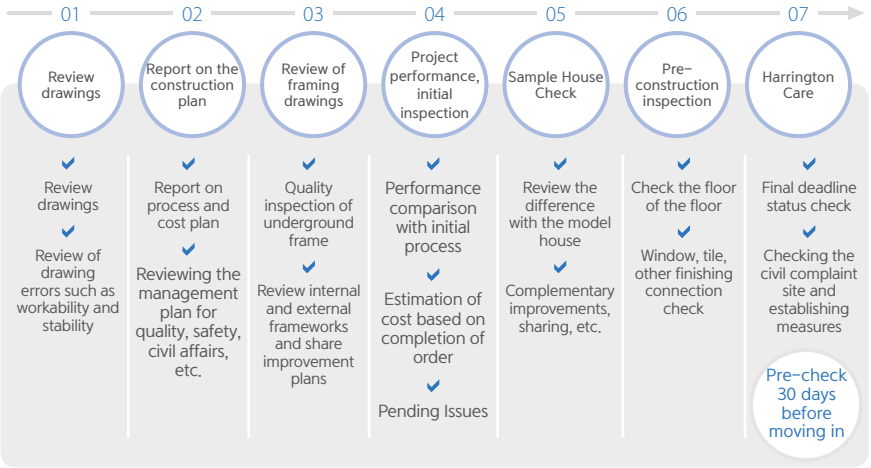 01
02
03
04
05
06
07
Review
drawings
Report on the
construction
plan
Review of
framing
drawings
Project
performance,
initial
inspection
Sample House
Check
Pre-
construction
inspection
Harrington
Care
Review
drawings
Review of
drawing
errors such as
workability and
stability
Report on
process and
cost plan
Reviewing the
management
plan for
quality, safety,
civil affairs,
etc.
Quality
inspection of
underground
frame
Review internal
and external
frameworks
and share
improvement
plans
Performance
comparison
with initial
process
Estimation of
cost based on
completion of
order
Pending Issues
Review the
difference
with the model
house
Complementary
improvements,
sharing, etc.
Check the floor
of the floor
Window, tile,
other finishing
connection
check
Final deadline
status check
Checking the
civil complaint
site and
establishing
measures
Pre-check
30 days
before
moving in